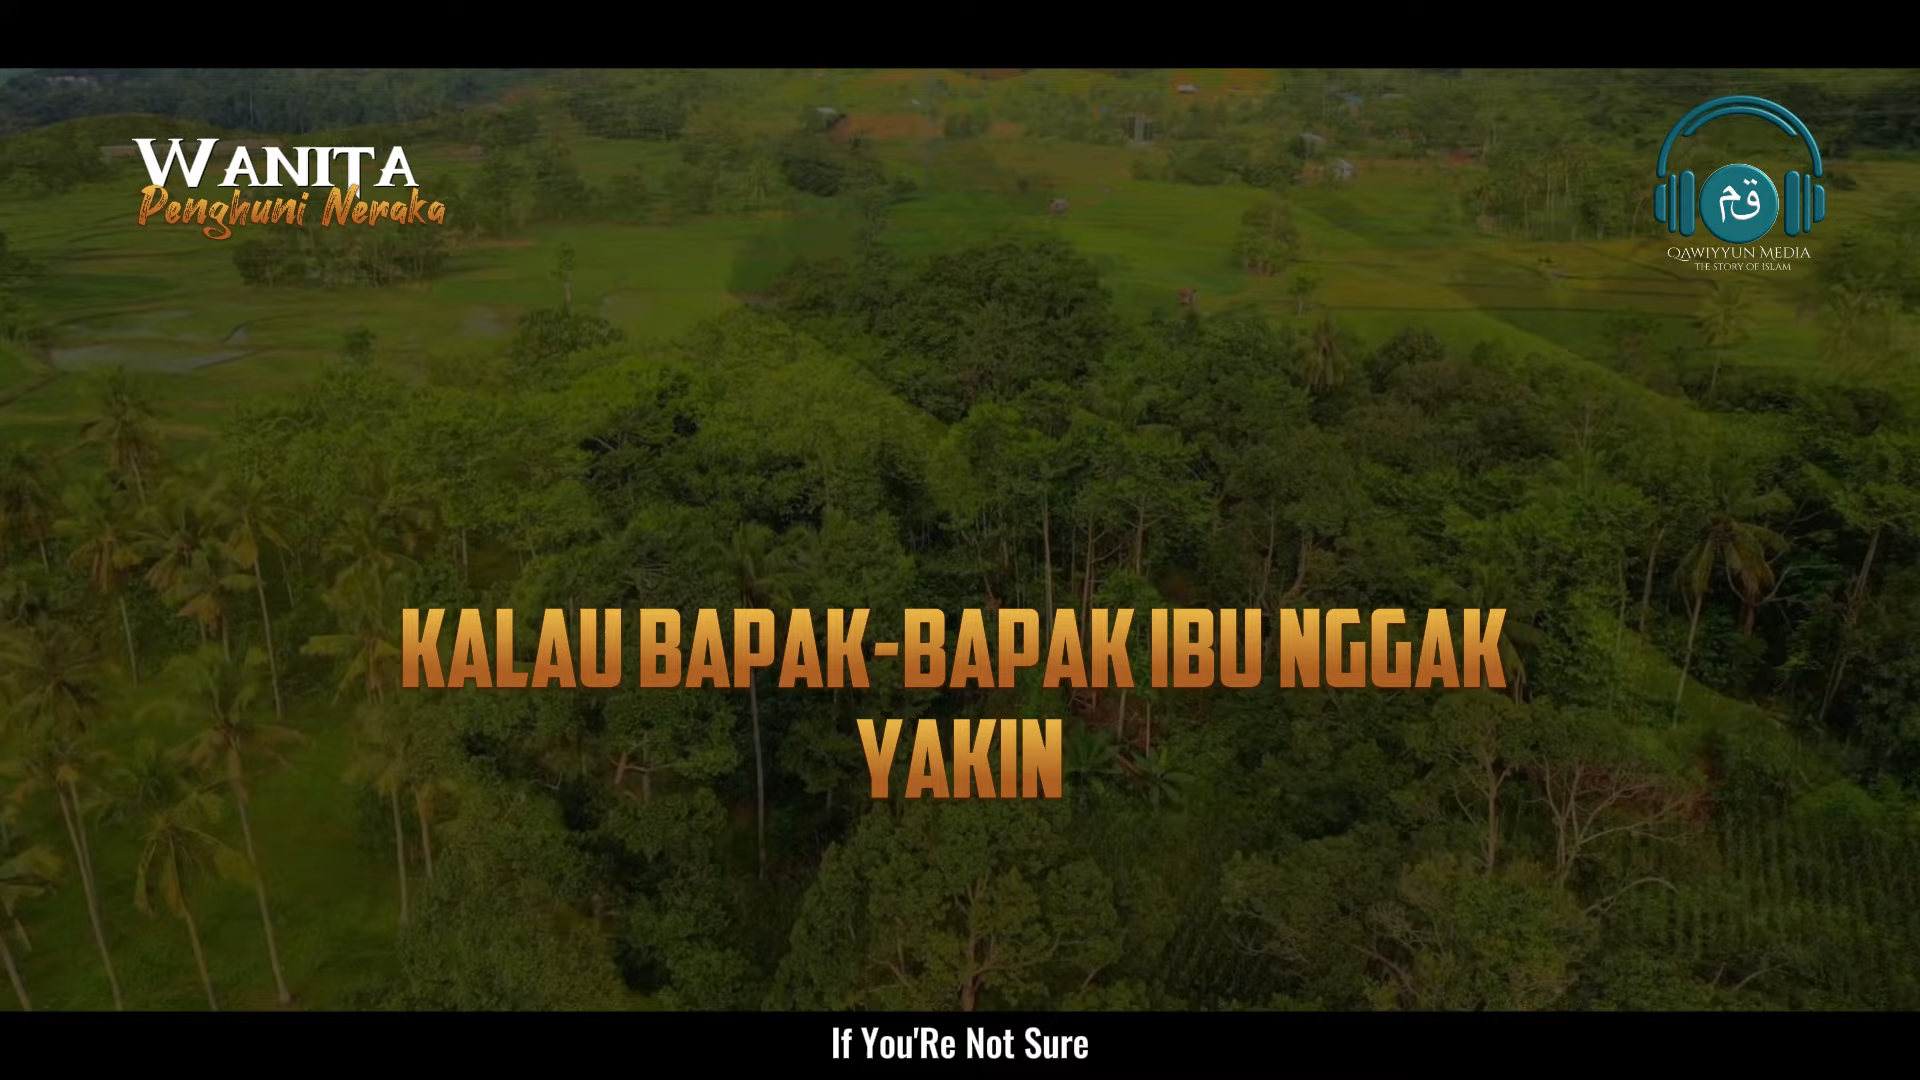 WANITA
Penghuni Neraka
قم
QAWIYYUN MEDIA
THE STORY OF ISLAM
KALAU BAPAK-BAPAK IBU NGGAK
YAKIN
If You'Re Not Sure